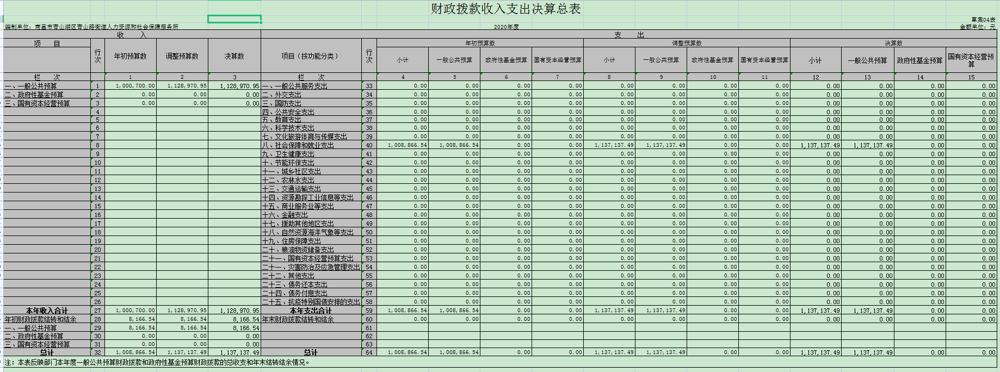 财政拨款收入支出决算总表
草案04表
编制单位：南昌市青山湖区青山路街道人力资源和社会保障服务所 2020年度 金额单位：元
收 入 支 出
项 目 行次 年初预算数 调整预算数 决算数 项目（按功能分类） 行次 年初预算数 调整预算数 决算数
小计 一般公共预算 政府性基金预算 国有资本经营预算 小计 一般公共预算 政府性基金预算 国有资本经营预算 小计 一般公共预算 政府性基金预算 国有资本经营预算
栏 次 1 2 3 栏 次 4 5 6 7 8 9 10 11 12 13 14 15
一、一般公共预算 1 1,000,700.00 1,128,970.95 1,128,970.95 一、一般公共服务支出 33 0.00 0.00 0.00 0.00 0.00 0.00 0.00 0.00 0.00 0.00 0.00 0.00
二、政府性基金预算 2 0.00 0.00 0.00 二、外交支出 34 0.00 0.00 0.00 0.00 0.00 0.00 0.00 0.00 0.00 0.00 0.00 0.00
三、国有资本经营预算 3 0.00 0.00 0.00 三、国防支出 35 0.00 0.00 0.00 0.00 0.00 0.00 0.00 0.00 0.00 0.00 0.00 0.00
4 四、公共安全支出 36 0.00 0.00 0.00 0.00 0.00 0.00 0.00 0.00 0.00 0.00 0.00 0.00
5 五、教育支出 37 0.00 0.00 0.00 0.00 0.00 0.00 0.00 0.00 0.00 0.00 0.00 0.00
6 六、科学技术支出 38 0.00 0.00 0.00 0.00 0.00 0.00 0.00 0.00 0.00 0.00 0.00 0.00
7 七、文化旅游体育与传媒支出 39 0.00 0.00 0.00 0.00 0.00 0.00 0.00 0.00 0.00 0.00 0.00 0.00
8 八、社会保障和就业支出 40 1,008,866.54 1,008,866.54 0.00 0.00 1,137,137.49 1,137,137.49 0.00 0.00 1,137,137.49 1,137,137.49 0.00 0.00
9 九、卫生健康支出 41 0.00 0.00 0.00 0.00 0.00 0.00 0.00 0.00 0.00 0.00 0.00 0.00
10 十、节能环保支出 42 0.00 0.00 0.00 0.00 0.00 0.00 0.00 0.00 0.00 0.00 0.00 0.00
11 十一、城乡社区支出 43 0.00 0.00 0.00 0.00 0.00 0.00 0.00 0.00 0.00 0.00 0.00 0.00
12 十二、农林水支出 44 0.00 0.00 0.00 0.00 0.00 0.00 0.00 0.00 0.00 0.00 0.00 0.00
13 十三、交通运输支出 45 0.00 0.00 0.00 0.00 0.00 0.00 0.00 0.00 0.00 0.00 0.00 0.00
14 十四、资源勘探工业信息等支出 46 0.00 0.00 0.00 0.00 0.00 0.00 0.00 0.00 0.00 0.00 0.00 0.00
15 十五、商业服务业等支出 47 0.00 0.00 0.00 0.00 0.00 0.00 0.00 0.00 0.00 0.00 0.00 0.00
16 十六、金融支出 48 0.00 0.00 0.00 0.00 0.00 0.00 0.00 0.00 0.00 0.00 0.00 0.00
17 十七、援助其他地区支出 49 0.00 0.00 0.00 0.00 0.00 0.00 0.00 0.00 0.00 0.00 0.00 0.00
18 十八、自然资源海洋气象等支出 50 0.00 0.00 0.00 0.00 0.00 0.00 0.00 0.00 0.00 0.00 0.00 0.00
19 十九、住房保障支出 51 0.00 0.00 0.00 0.00 0.00 0.00 0.00 0.00 0.00 0.00 0.00 0.00
20 二十、粮油物资储备支出 52 0.00 0.00 0.00 0.00 0.00 0.00 0.00 0.00 0.00 0.00 0.00 0.00
21 二十一、国有资本经营预算支出 53 0.00 0.00 0.00 0.00 0.00 0.00 0.00 0.00 0.00 0.00 0.00 0.00
22 二十一、灾害防治及应急管理支出 54 0.00 0.00 0.00 0.00 0.00 0.00 0.00 0.00 0.00 0.00 0.00 0.00
23 二十二、其他支出 55 0.00 0.00 0.00 0.00 0.00 0.00 0.00 0.00 0.00 0.00 0.00 0.00
24 二十三、债务还本支出 56 0.00 0.00 0.00 0.00 0.00 0.00 0.00 0.00 0.00 0.00 0.00 0.00
25 二十四、债务付息支出 57 0.00 0.00 0.00 0.00 0.00 0.00 0.00 0.00 0.00 0.00 0.00 0.00
26 二十五、抗疫特别国债安排的支出 58 0.00 0.00 0.00 0.00 0.00 0.00 0.00 0.00 0.00 0.00 0.00 0.00
本年收入合计 27 1,000,700.00 1,128,970.95 1,128,970.95 本年支出合计 59 1,008,866.54 1,008,866.54 0.00 0.00 1,137,137.49 1,137,137.49 0.00 0.00 1,137,137.49 1,137,137.49 0.00 0.00
年初财政拨款结转和结余 28 8,166.54 8,166.54 8,166.54 年末财政拨款结转和结余 60 0.00 0.00 0.00 0.00 0.00 0.00 0.00 0.00 0.00 0.00 0.00 0.00
一、一般公共预算 29 8,166.54 8,166.54 8,166.54 61
二、政府性基金预算 30 0.00 0.00 0.00 62
三、国有资本经营预算 31 0.00 0.00 0.00 63
总计 32 1,008,866.54 1,137,137.49 1,137,137.49 总计 64 1,008,866.54 1,008,866.54 0.00 0.00 1,137,137.49 1,137,137.49 0.00 0.00 1,137,137.49 1,137,137.49 0.00 0.00
注：本表反映部门本年度一般公共预算财政拨款和政府性基金预算财政拨款的总收支和年末结转结余情况。